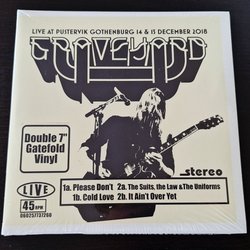 LIVE AT PUSTERVIK GOTHENBURG 14 & 15 DECEMBER 2018
GRAVEYARD
Double 7"
Gatefold
Vinyl
stereo
LIVE
45 RPM
060257737260
1a. Please Don't 2a. The Suits, the Law & The Uniforms
1b. Cold Love 2b. It Ain't Over Yet